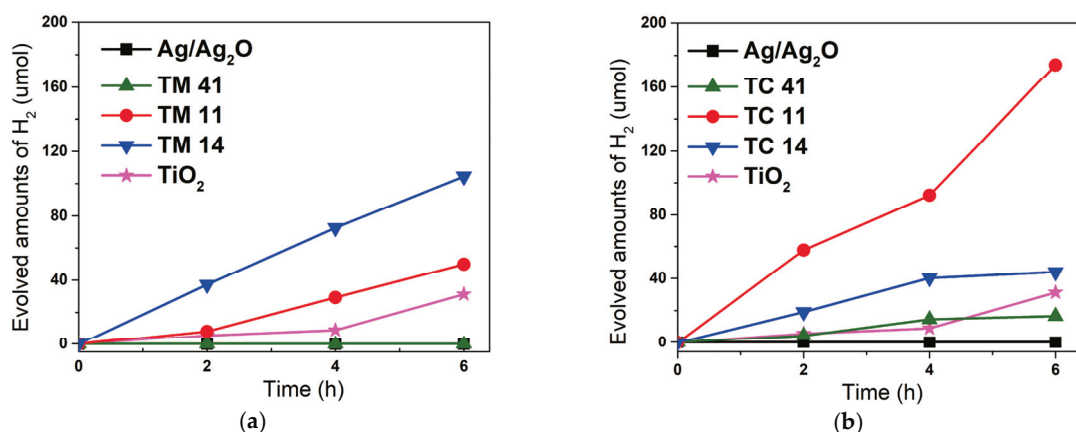 Evolved amounts of H₂ (umol)
200
160
120
80
40
0
Ag/Ag₂O
TM 41
TM 11
TM 14
TiO₂
0 2 4 6
Time (h)
(a)
Evolved amounts of H₂ (umol)
200
160
120
80
40
0
Ag/Ag₂O
TC 41
TC 11
TC 14
TiO₂
0 2 4 6
Time (h)
(b)